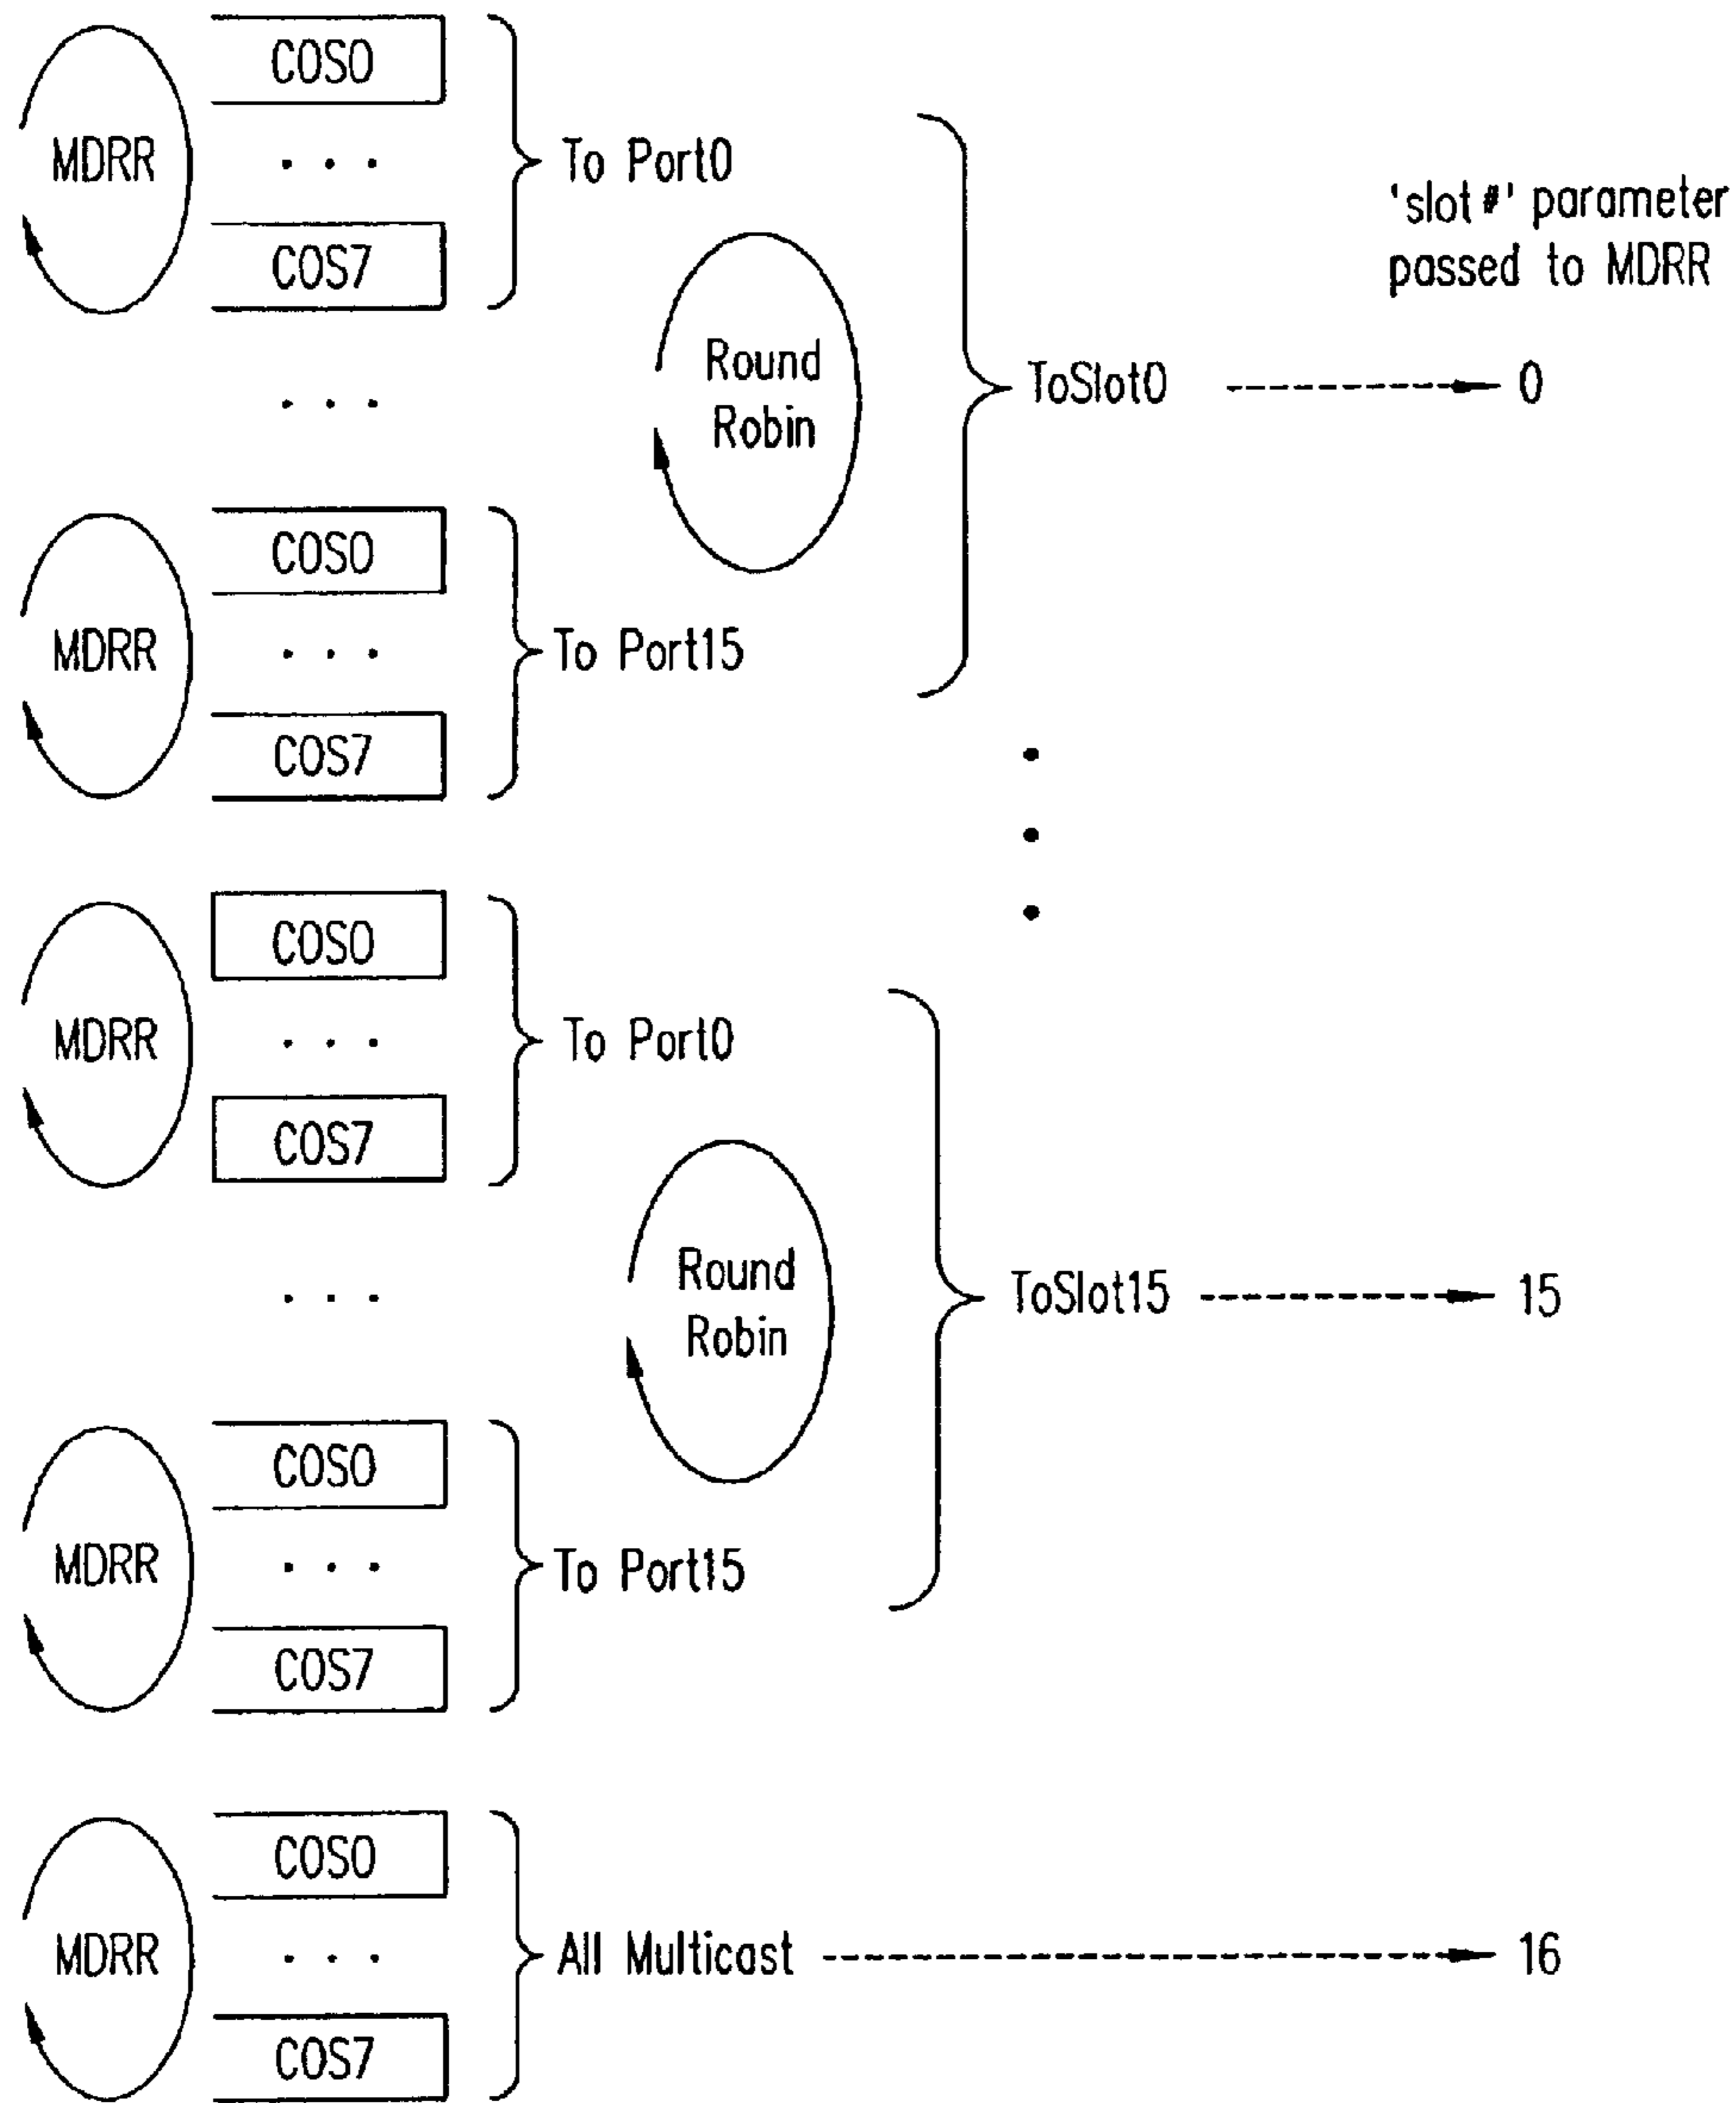 COS0
MDRR
. . .
To Port0
COS7
'slot #' parameter
passed to MDRR
Round
Robin
ToSlot0
0
. . .
COS0
MDRR
. . .
To Port15
COS7
COS0
MDRR
. . .
To Port0
COS7
Round
Robin
ToSlot15
15
. . .
COS0
MDRR
. . .
To Port15
COS7
COS0
MDRR
. . .
All Multicast
16
COS7